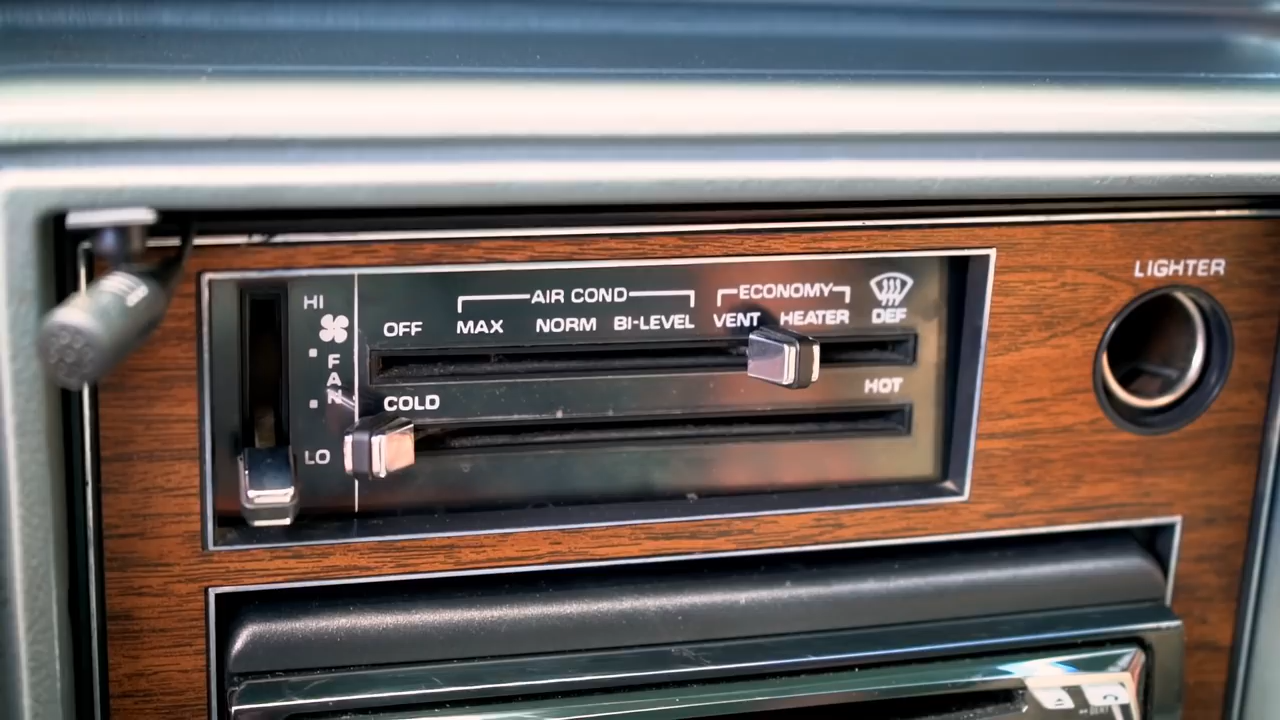 HI
FAN
LO
AIR COND
ECONOMY
OFF
MAX
NORM
BI-LEVEL
VENT
HEATER
DEF
COLD
HOT
LIGHTER